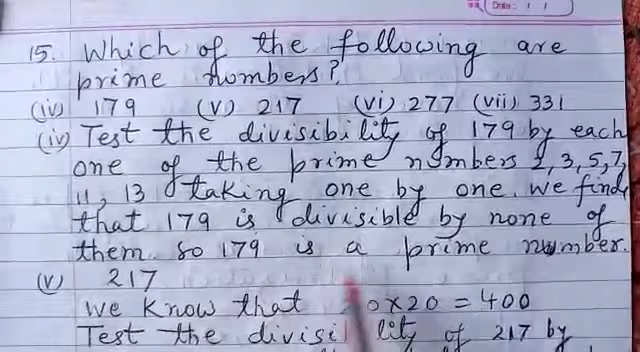 Date : / /
15. Which of the following are
prime numbers?
(iv) 179 (v) 217 (vi) 277 (vii) 331
(iv) Test the divisibility of 179 by each
one of the prime numbers 2, 3, 5, 7,
11, 13 taking one by one. We find
that 179 is divisible by none of
them. so 179 is a prime number.
(v) 217
we know that 20×20 = 400
Test the of 217 by